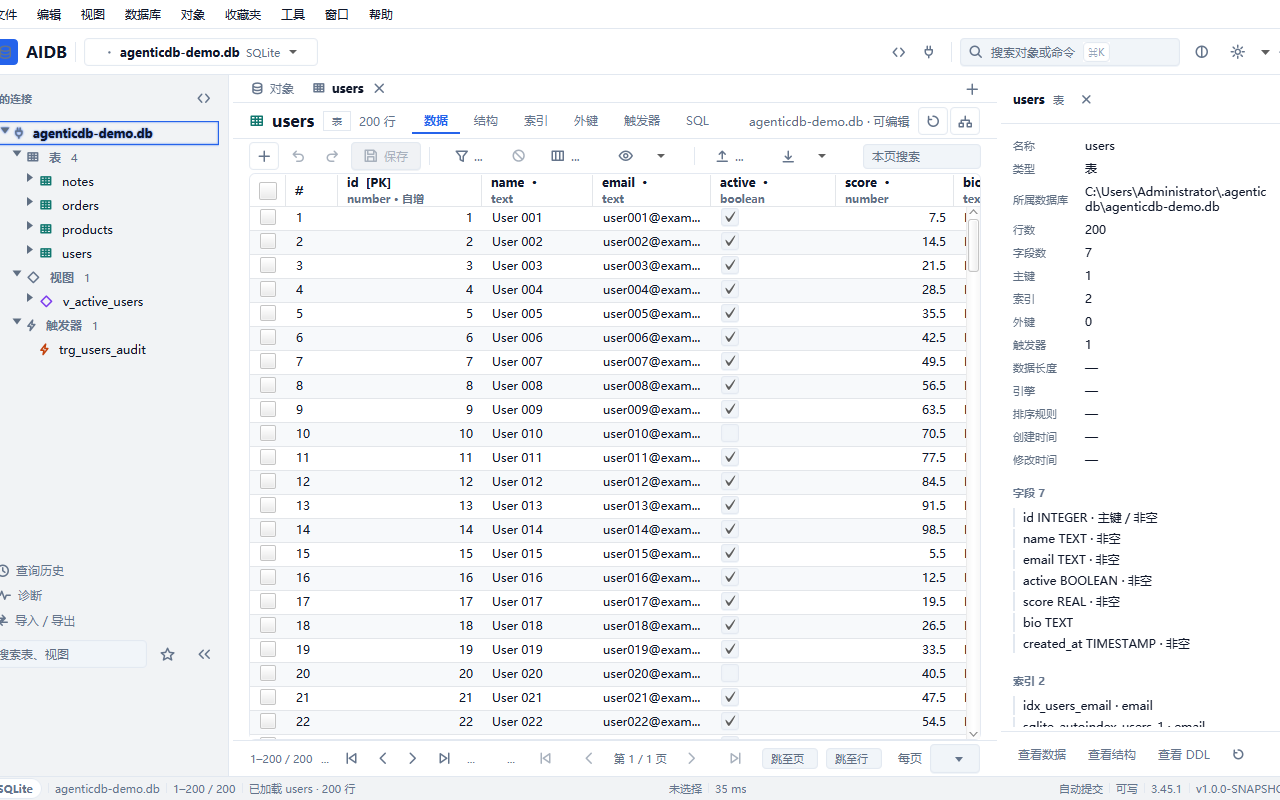 文件 编辑 视图 数据库 对象 收藏夹 工具 窗口 帮助
AIDB · agenticdb-demo.db SQLite 搜索对象或命令 ⌘K
的连接
agenticdb-demo.db
表 4
notes
orders
products
users
视图 1
v_active_users
触发器 1
trg_users_audit
查询历史
诊断
导入 / 导出
搜索表、视图
对象 users
users 表 200 行 数据 结构 索引 外键 触发器 SQL agenticdb-demo.db · 可编辑
保存 ... ... ... 本页搜索
# id [PK] name • email • active • score • bio
number • 自增 text text boolean number tex
1 1 User 001 user001@exam... 7.5
2 2 User 002 user002@exam... 14.5
3 3 User 003 user003@exam... 21.5
4 4 User 004 user004@exam... 28.5
5 5 User 005 user005@exam... 35.5
6 6 User 006 user006@exam... 42.5
7 7 User 007 user007@exam... 49.5
8 8 User 008 user008@exam... 56.5
9 9 User 009 user009@exam... 63.5
10 10 User 010 user010@exam... 70.5
11 11 User 011 user011@exam... 77.5
12 12 User 012 user012@exam... 84.5
13 13 User 013 user013@exam... 91.5
14 14 User 014 user014@exam... 98.5
15 15 User 015 user015@exam... 5.5
16 16 User 016 user016@exam... 12.5
17 17 User 017 user017@exam... 19.5
18 18 User 018 user018@exam... 26.5
19 19 User 019 user019@exam... 33.5
20 20 User 020 user020@exam... 40.5
21 21 User 021 user021@exam... 47.5
22 22 User 022 user022@exam... 54.5
1–200 / 200 ... ... ... 第 1 / 1 页 跳至页 跳至行 每页
users 表
名称 users
类型 表
所属数据库 C:\Users\Administrator\.agentic
db\agenticdb-demo.db
行数 200
字段数 7
主键 1
索引 2
外键 0
触发器 1
数据长度 —
引擎 —
排序规则 —
创建时间 —
修改时间 —
字段 7
id INTEGER · 主键 / 非空
name TEXT · 非空
email TEXT · 非空
active BOOLEAN · 非空
score REAL · 非空
bio TEXT
created_at TIMESTAMP · 非空
索引 2
idx_users_email · email
sqlite_autoindex_users_1 · email
查看数据 查看结构 查看 DDL
SQLite agenticdb-demo.db 1–200 / 200 已加载 users · 200 行 未选择 35 ms 自动提交 可写 3.45.1 v1.0.0-SNAPSHO